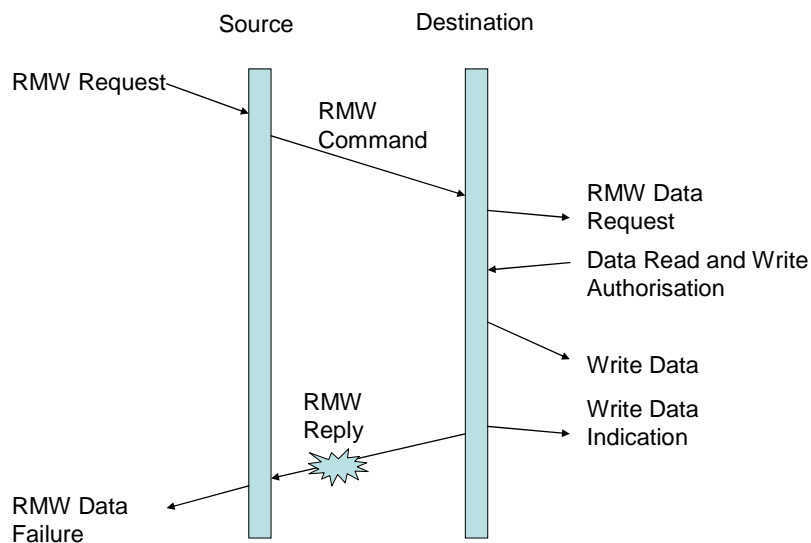 Source
Destination
RMW Request
RMW
Command
RMW Data
Request
Data Read and Write
Authorisation
Write Data
RMW
Reply
Write Data
Indication
RMW Data
Failure